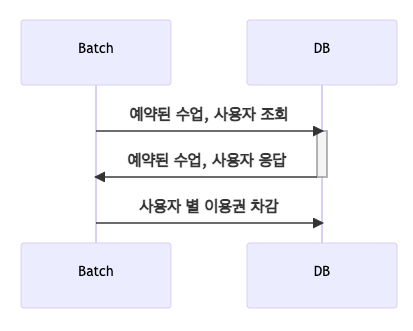 Batch
DB
예약된 수업, 사용자 조회
예약된 수업, 사용자 응답
사용자 별 이용권 차감
Batch
DB